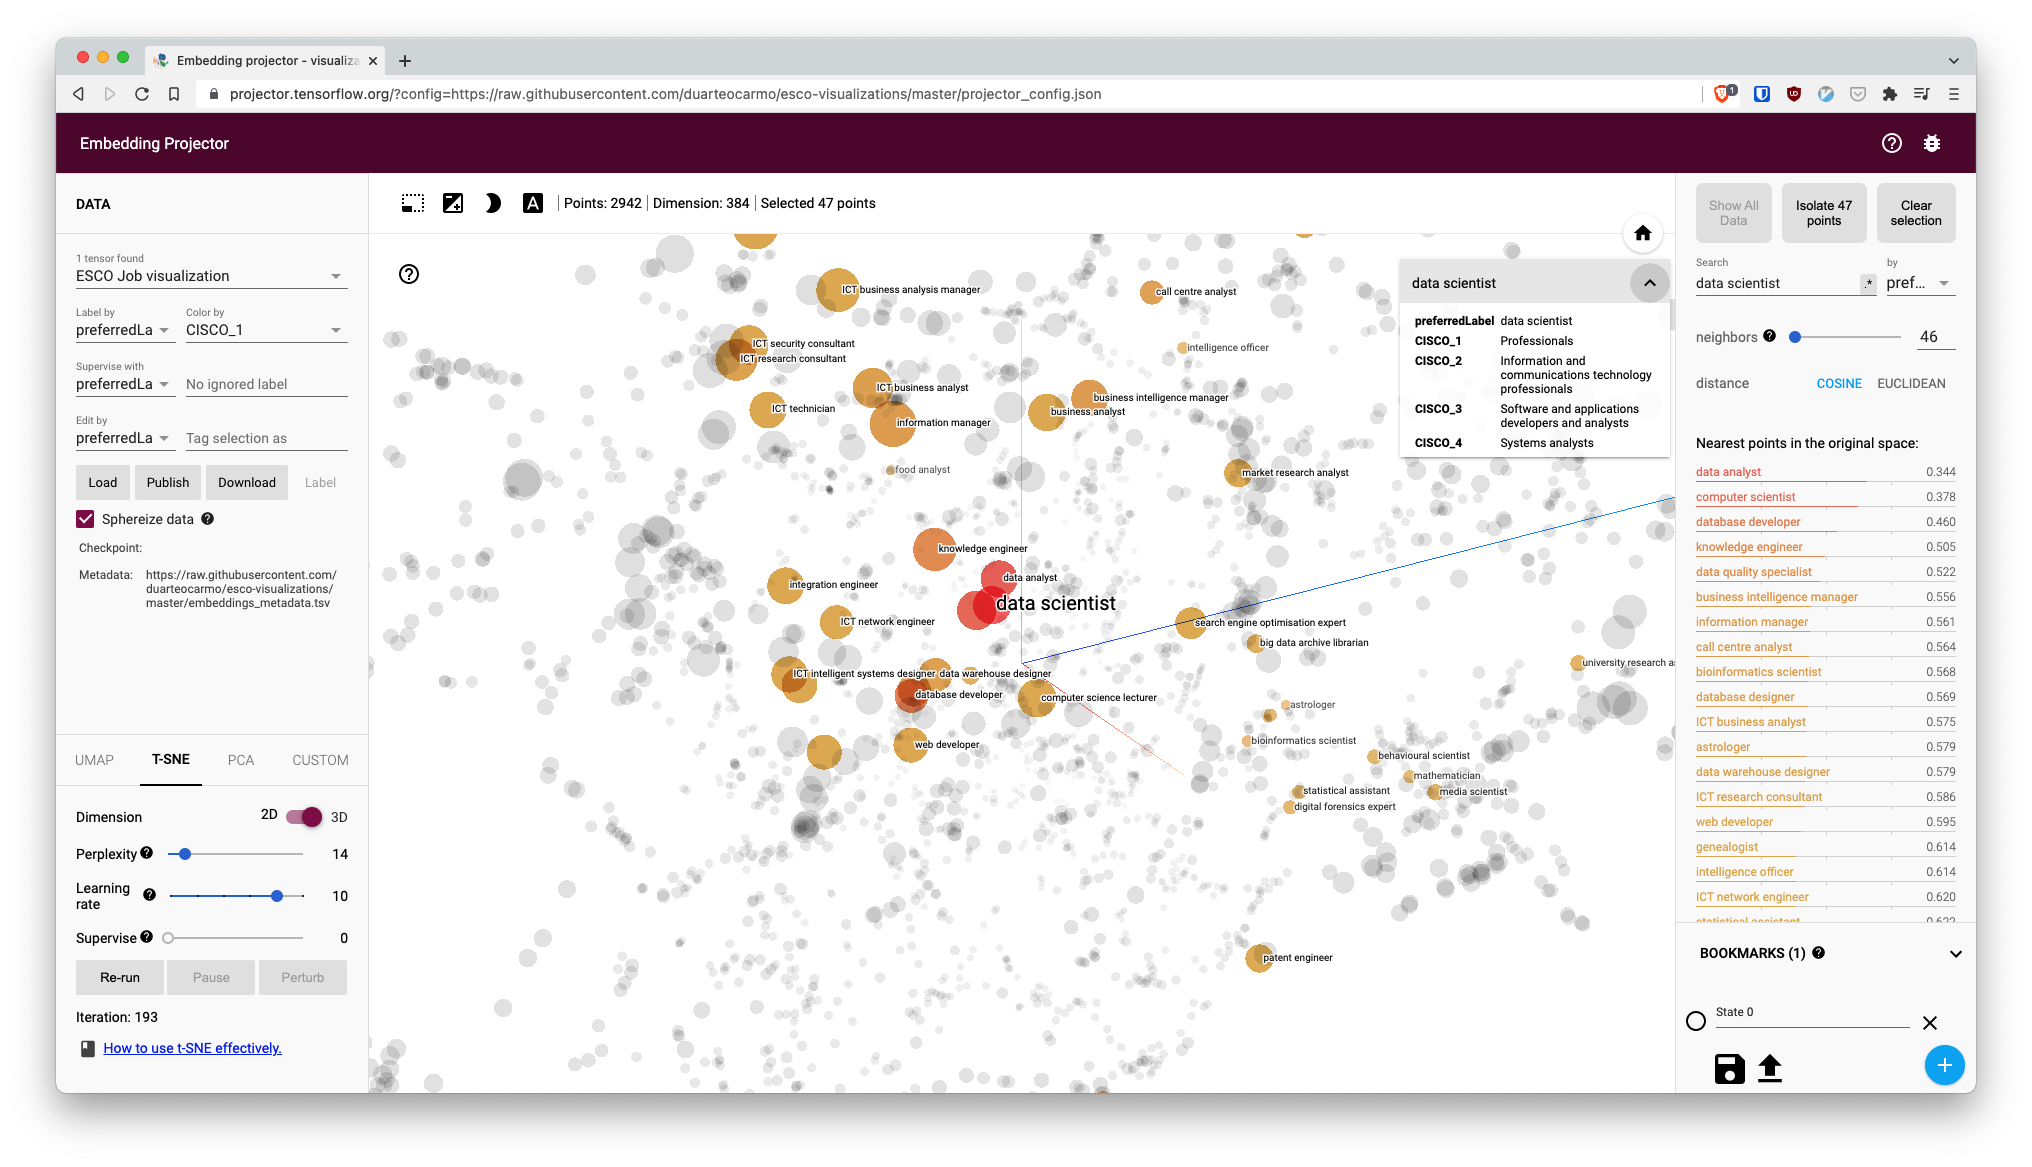 Embedding projector - visualiza
projector.tensorflow.org/?config=https://raw.githubusercontent.com/duarteocarmo/esco-visualizations/master/projector_config.json
1
Embedding Projector
DATA
1 tensor found
ESCO Job visualization
Label by
preferredLa
Color by
CISCO_1
Supervise with
preferredLa
No ignored label
Edit by
preferredLa
Tag selection as
Load
Publish
Download
Label
Sphereize data
Checkpoint:
Metadata:
https://raw.githubusercontent.com/
duarteocarmo/esco-visualizations/
master/embeddings_metadata.tsv
UMAP
T-SNE
PCA
CUSTOM
Dimension
2D
3D
Perplexity
14
Learning
rate
10
Supervise
0
Re-run
Pause
Perturb
Iteration: 193
How to use t-SNE effectively.
A
Points: 2942
Dimension: 384
Selected 47 points
ICT business analysis manager
call centre analyst
ICT security consultant
ICT research consultant
intelligence officer
ICT business analyst
business intelligence manager
ICT technician
business analyst
information manager
food analyst
market research analyst
knowledge engineer
data analyst
integration engineer
data scientist
ICT network engineer
search engine optimisation expert
big data archive librarian
university research as
ICT intelligent systems designer
data warehouse designer
database developer
computer science lecturer
astrologer
web developer
bioinformatics scientist
behavioural scientist
mathematician
statistical assistant
media scientist
digital forensics expert
patent engineer
data scientist
preferredLabel data scientist
CISCO_1 Professionals
CISCO_2 Information and
communications technology
professionals
CISCO_3 Software and applications
developers and analysts
CISCO_4 Systems analysts
Show All
Data
Isolate 47
points
Clear
selection
Search
data scientist
.*
by
pref...
neighbors
46
distance
COSINE
EUCLIDEAN
Nearest points in the original space:
data analyst 0.344
computer scientist 0.378
database developer 0.460
knowledge engineer 0.505
data quality specialist 0.522
business intelligence manager 0.556
information manager 0.561
call centre analyst 0.564
bioinformatics scientist 0.568
database designer 0.569
ICT business analyst 0.575
astrologer 0.579
data warehouse designer 0.579
ICT research consultant 0.586
web developer 0.595
genealogist 0.614
intelligence officer 0.614
ICT network engineer 0.620
statistical assistant 0.622
BOOKMARKS (1)
State 0